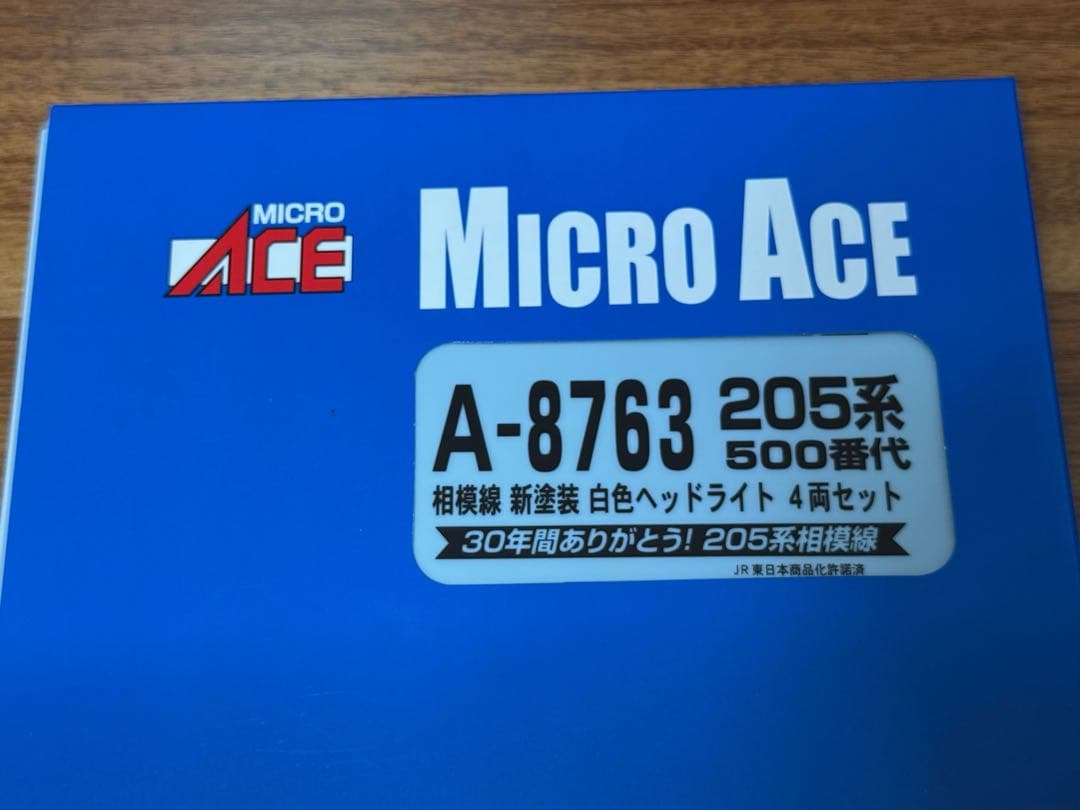 MICRO
ACE
MICRO ACE
A-8763 205系
500番代
相模線 新塗装 白色ヘッドライト 4両セット
30年間ありがとう! 205系相模線
JR東日本商品化許諾済